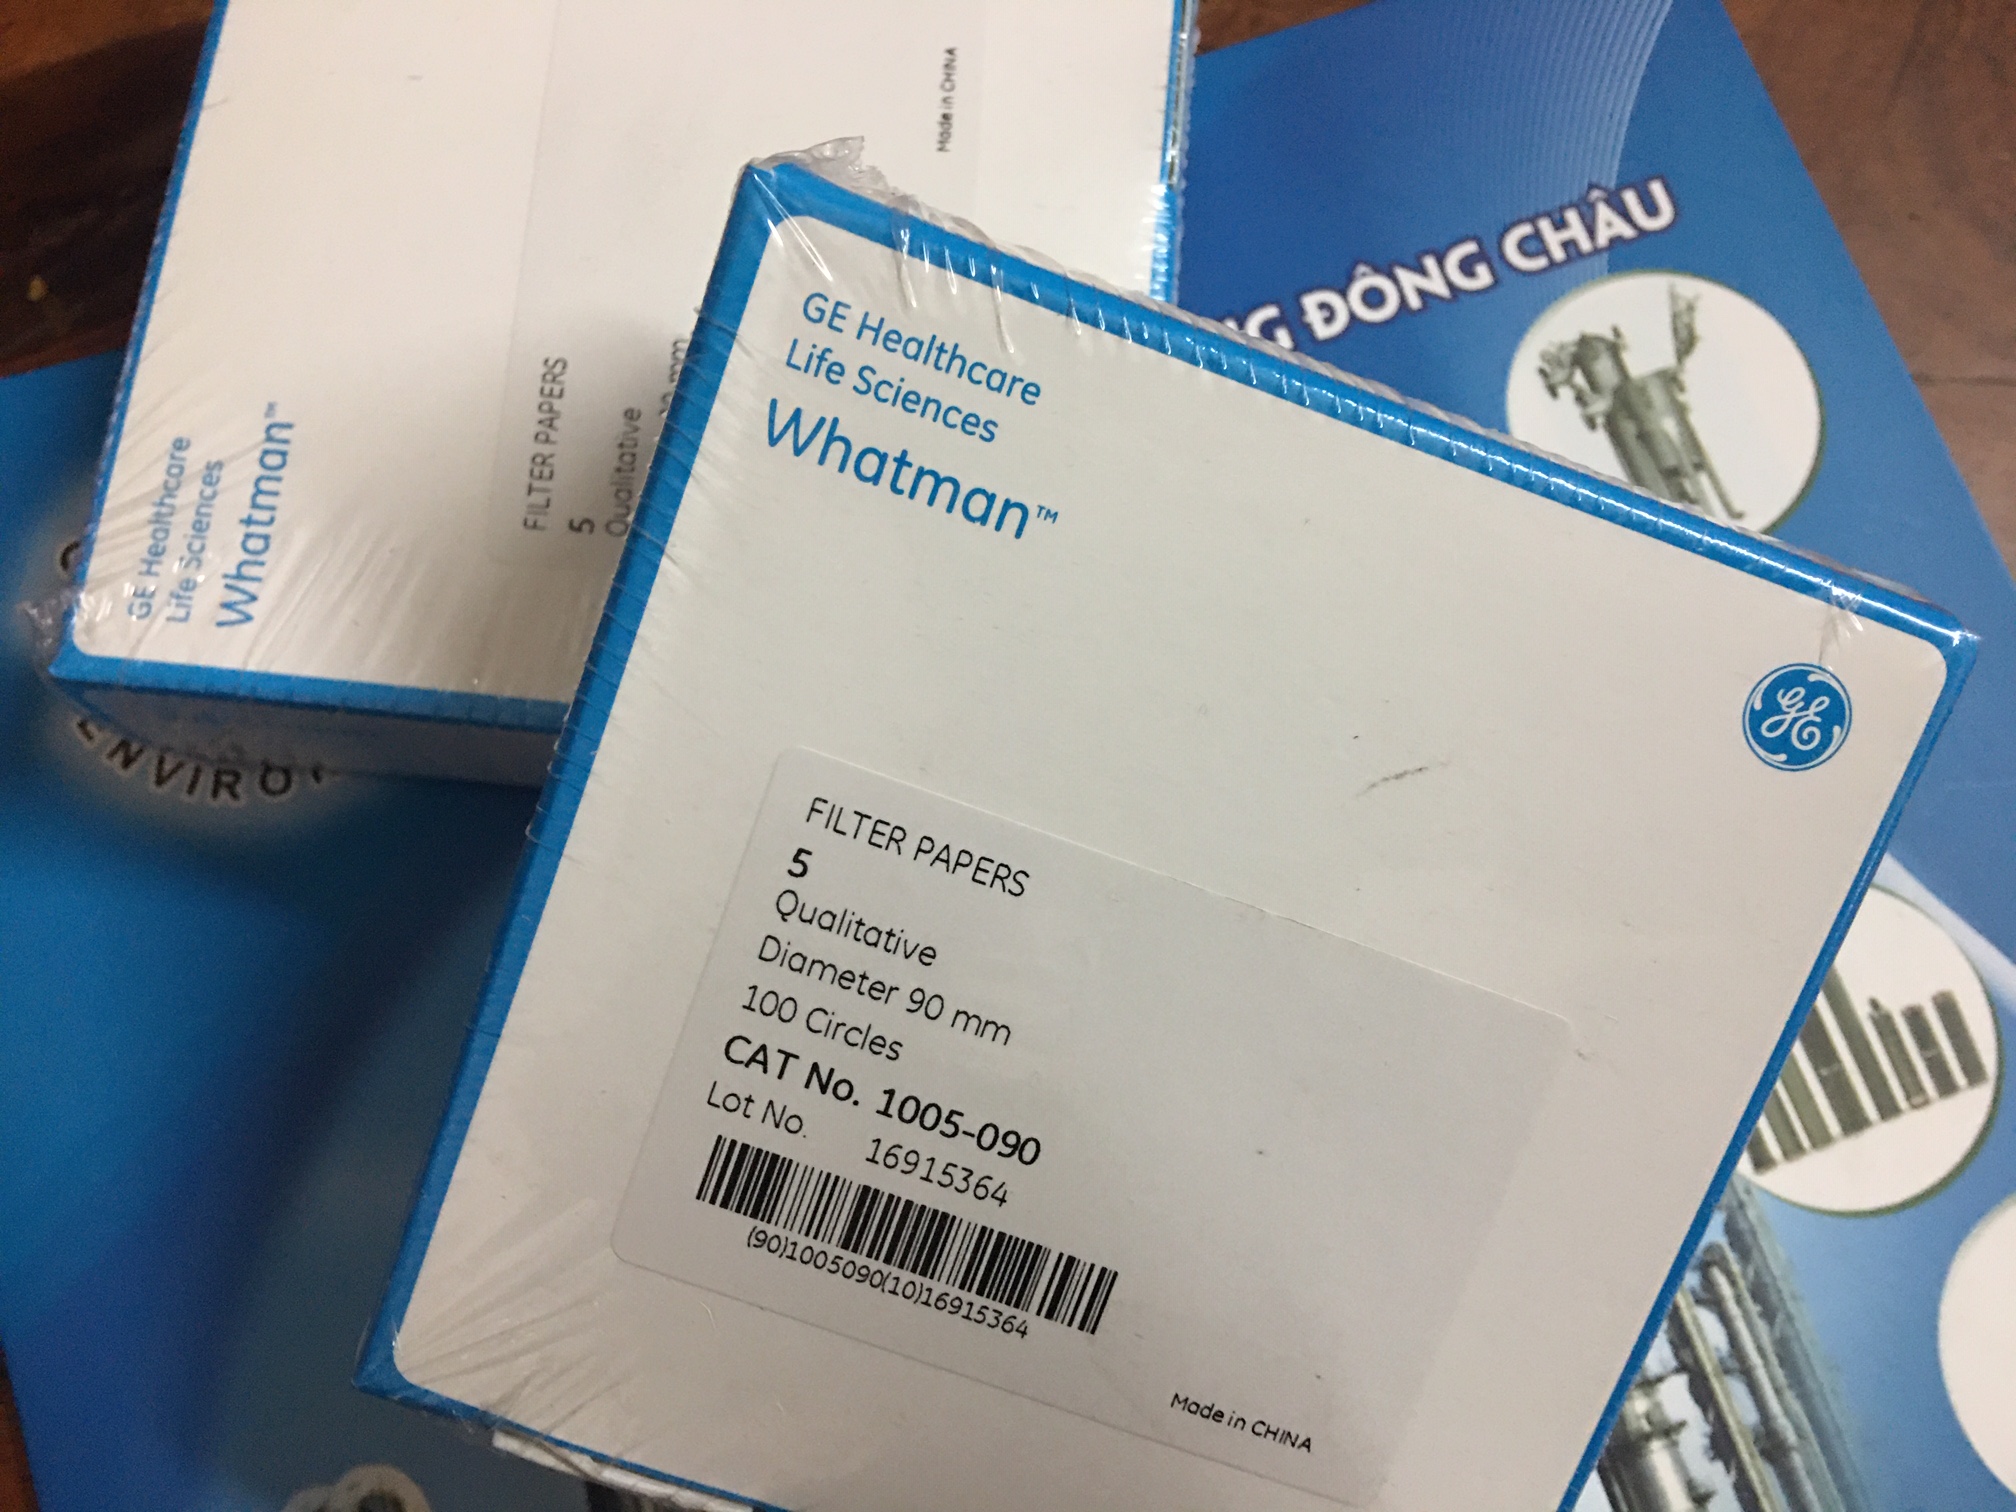 GE Healthcare
Life Sciences
Whatman™
FILTER PAPERS
5
Qualitative
mm
Made in CHINA
ĐÔNG CHÂU
GE Healthcare
Life Sciences
Whatman™
GE
FILTER PAPERS
5
Qualitative
Diameter 90 mm
100 Circles
CAT No. 1005-090
Lot No. 16915364
(90)1005090(10)16915364
Made in CHINA